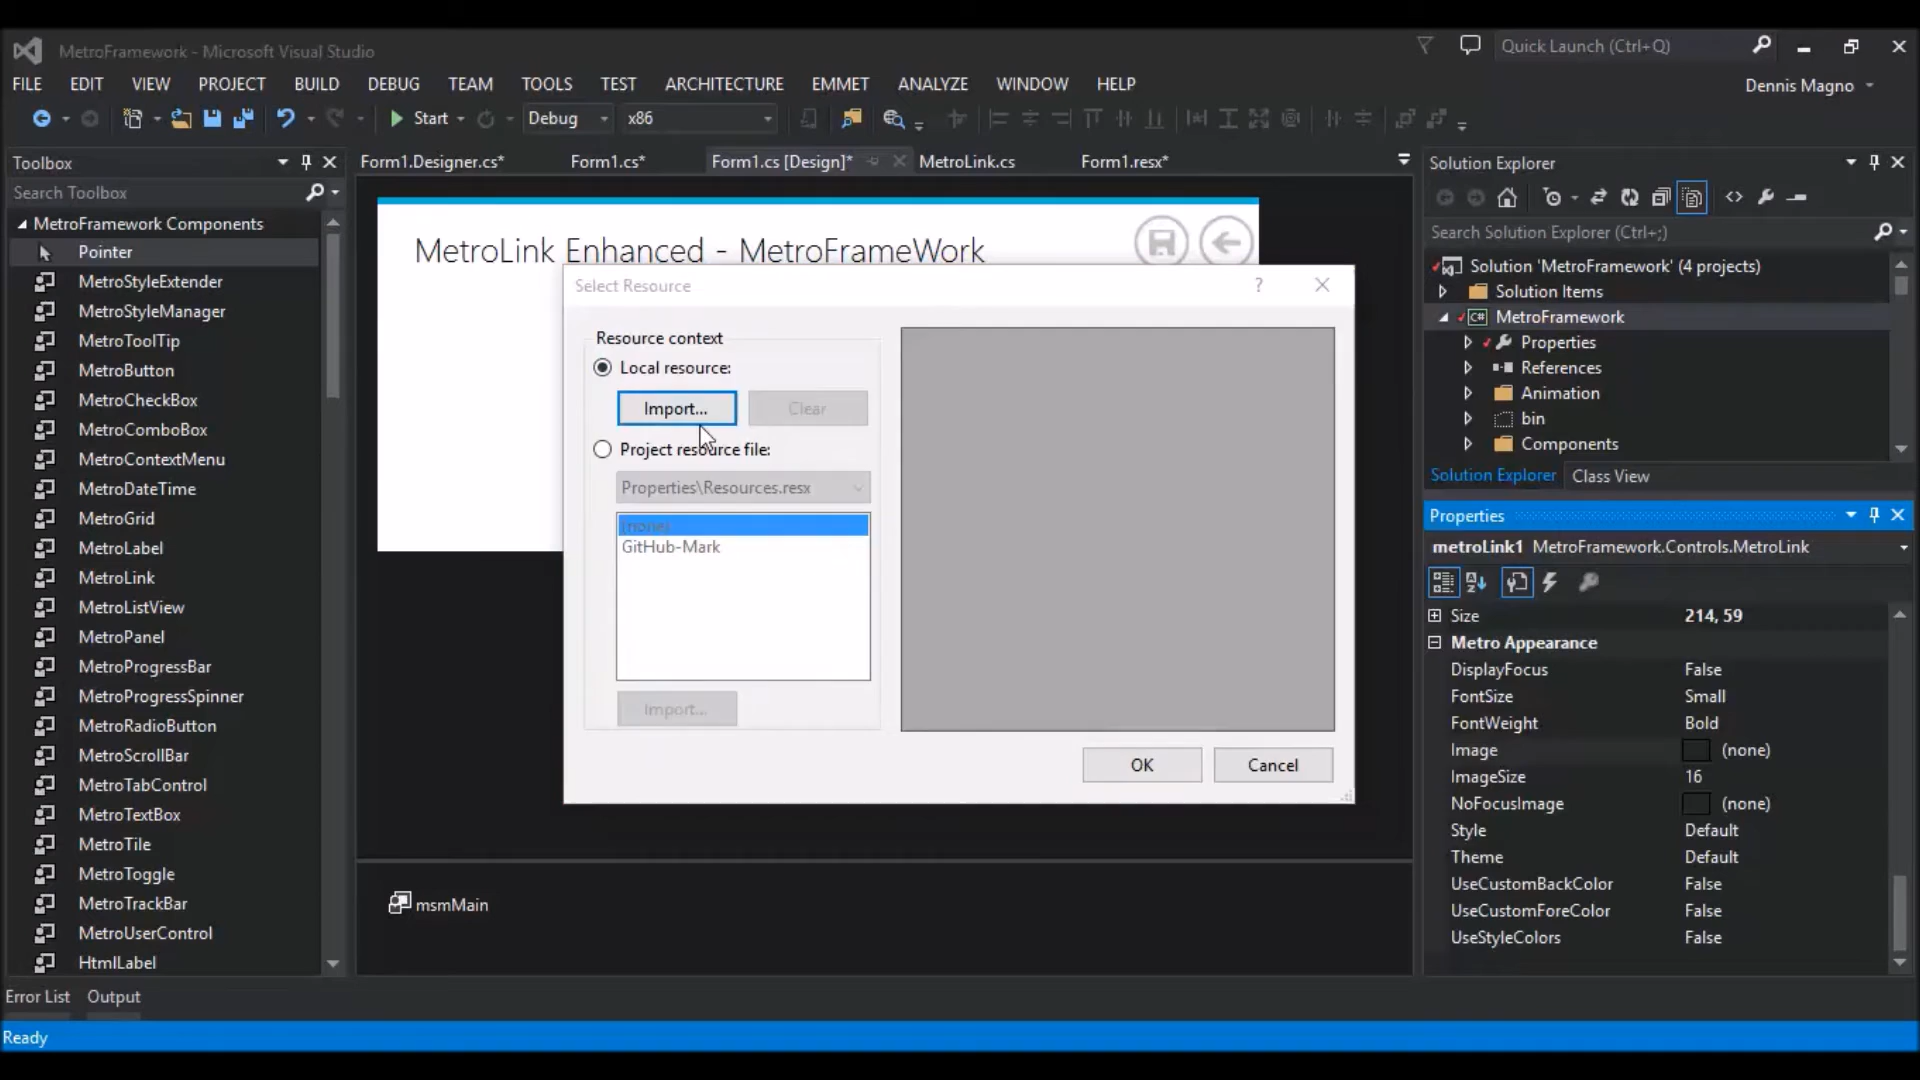 MetroFramework - Microsoft Visual Studio
Quick Launch (Ctrl+Q)
FILE EDIT VIEW PROJECT BUILD DEBUG TEAM TOOLS TEST ARCHITECTURE EMMET ANALYZE WINDOW HELP
Dennis Magno
Start Debug x86
Toolbox
Search Toolbox
MetroFramework Components
Pointer
MetroStyleExtender
MetroStyleManager
MetroToolTip
MetroButton
MetroCheckBox
MetroComboBox
MetroContextMenu
MetroDateTime
MetroGrid
MetroLabel
MetroLink
MetroListView
MetroPanel
MetroProgressBar
MetroProgressSpinner
MetroRadioButton
MetroScrollBar
MetroTabControl
MetroTextBox
MetroTile
MetroToggle
MetroTrackBar
MetroUserControl
HtmlLabel
Form1.Designer.cs* Form1.cs* Form1.cs [Design]* MetroLink.cs Form1.resx*
MetroLink Enhanced - MetroFrameWork
Select Resource
?
Resource context
Local resource:
Import... Clear
Project resource file:
Properties\Resources.resx
(none)
GitHub-Mark
Import...
OK Cancel
msmMain
Solution Explorer
Search Solution Explorer (Ctrl+;)
Solution 'MetroFramework' (4 projects)
Solution Items
C# MetroFramework
Properties
References
Animation
bin
Components
Solution Explorer Class View
Properties
metroLink1 MetroFramework.Controls.MetroLink
Size 214, 59
Metro Appearance
DisplayFocus False
FontSize Small
FontWeight Bold
Image (none)
ImageSize 16
NoFocusImage (none)
Style Default
Theme Default
UseCustomBackColor False
UseCustomForeColor False
UseStyleColors False
Error List Output
Ready